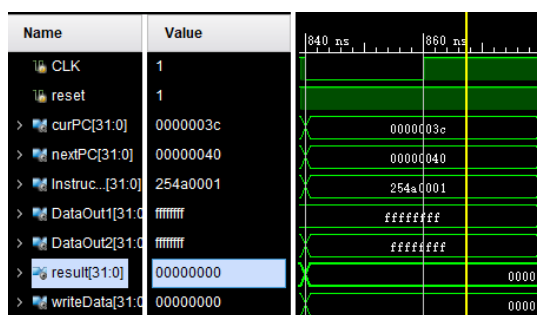 Name Value 840 ns 860 ns
CLK 1
reset 1
curPC[31:0] 0000003c 0000003c
nextPC[31:0] 00000040 00000040
Instruc...[31:0] 254a0001 254a0001
DataOut1[31:0 ffffffff ffffffff
DataOut2[31:0 ffffffff ffffffff
result[31:0] 00000000 0000
writeData[31:0 00000000 0000